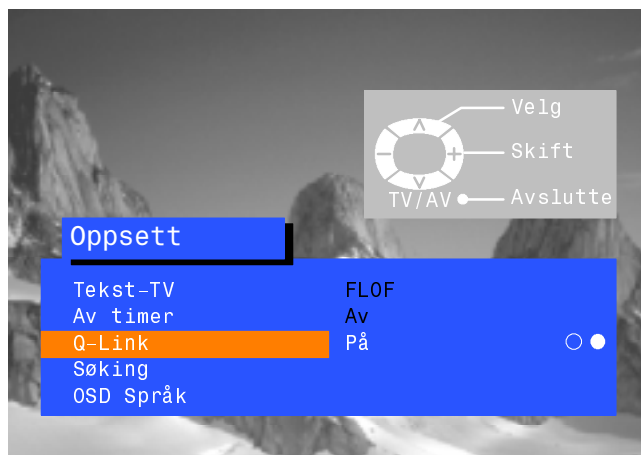 Velg
Skift
TV/AV Avslutte
Oppsett
Tekst-TV FLOF
Av timer Av
Q-Link På
Søking
OSD Språk